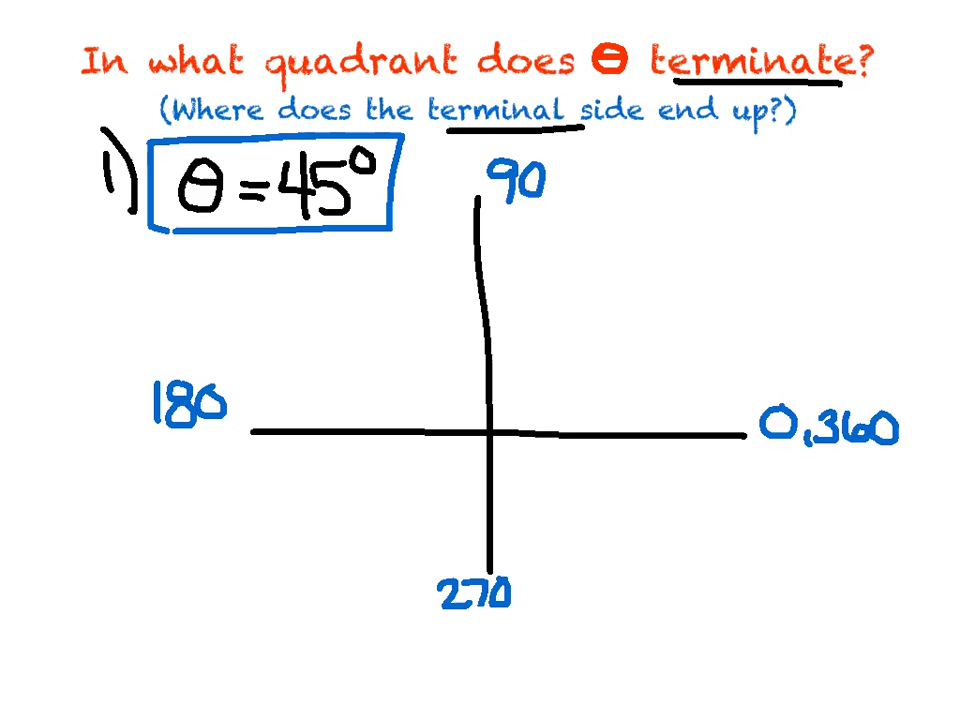 In what quadrant does θ terminate?
(Where does the terminal side end up?)
1) θ = 45°
90
180
0,360
270